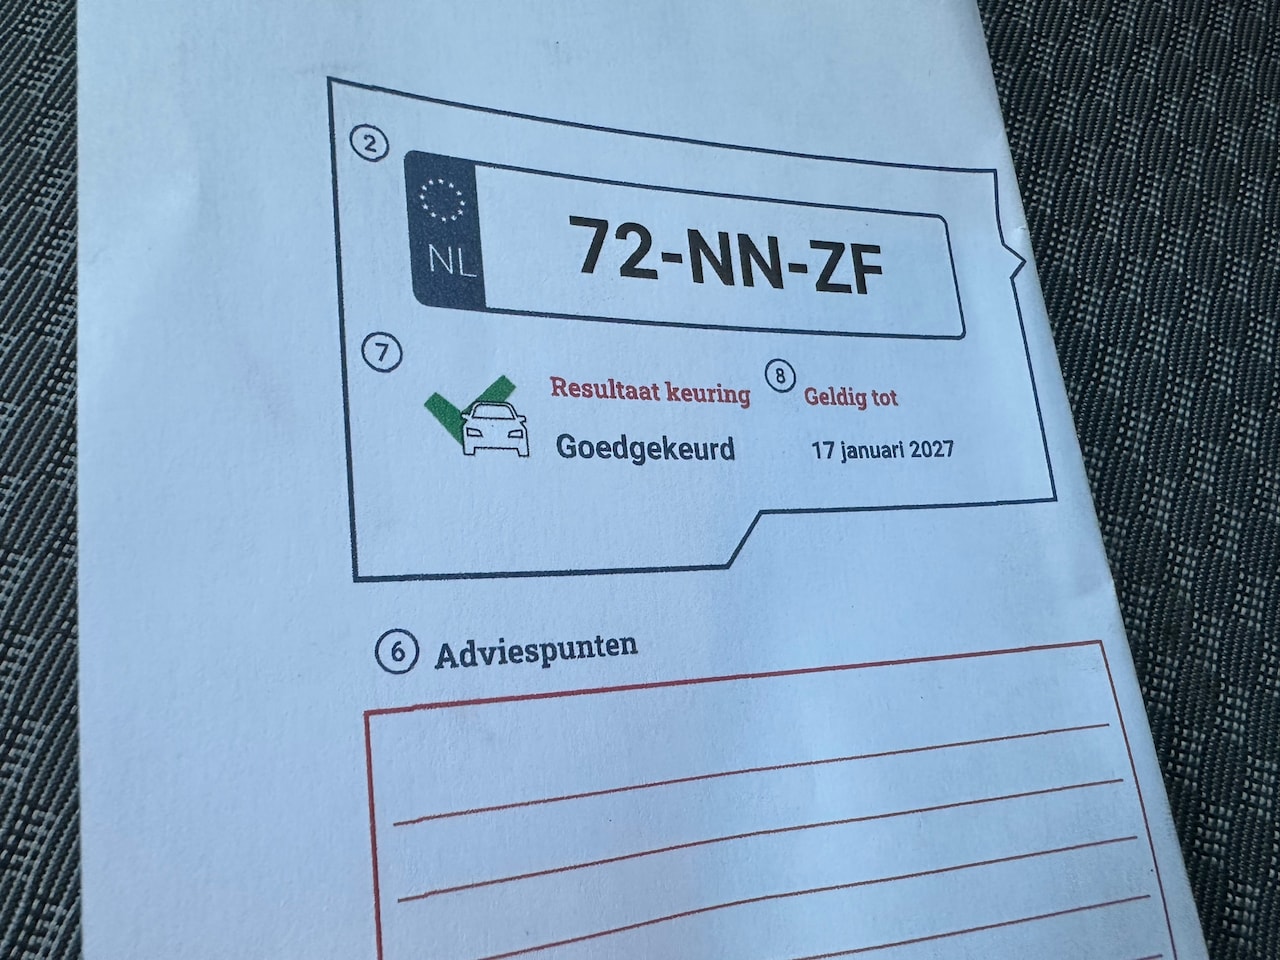 2
NL
72-NN-ZF
7
Resultaat keuring
Goedgekeurd
8
Geldig tot
17 januari 2027
6 Adviespunten